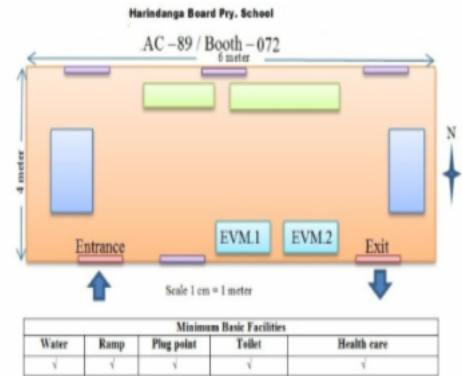 Harindanga Board Pry. School
AC -89 / Booth -072
6 meter
4 meter
N
EVM.1 EVM.2
Entrance Exit
Scale 1 cm = 1 meter
Minimum Basic Facilities
Water Ramp Plug point Toilet Health care
√ √ √ √ √